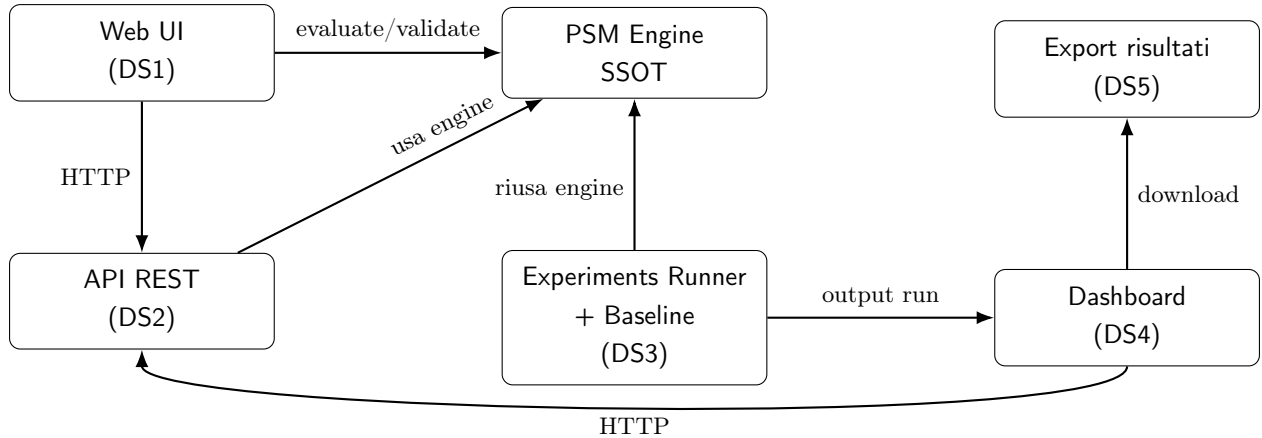 Web UI
(DS1)
evaluate/validate
PSM Engine
SSOT
Export risultati
(DS5)
HTTP
usa engine
riusa engine
download
API REST
(DS2)
Experiments Runner
+ Baseline
(DS3)
output run
Dashboard
(DS4)
HTTP